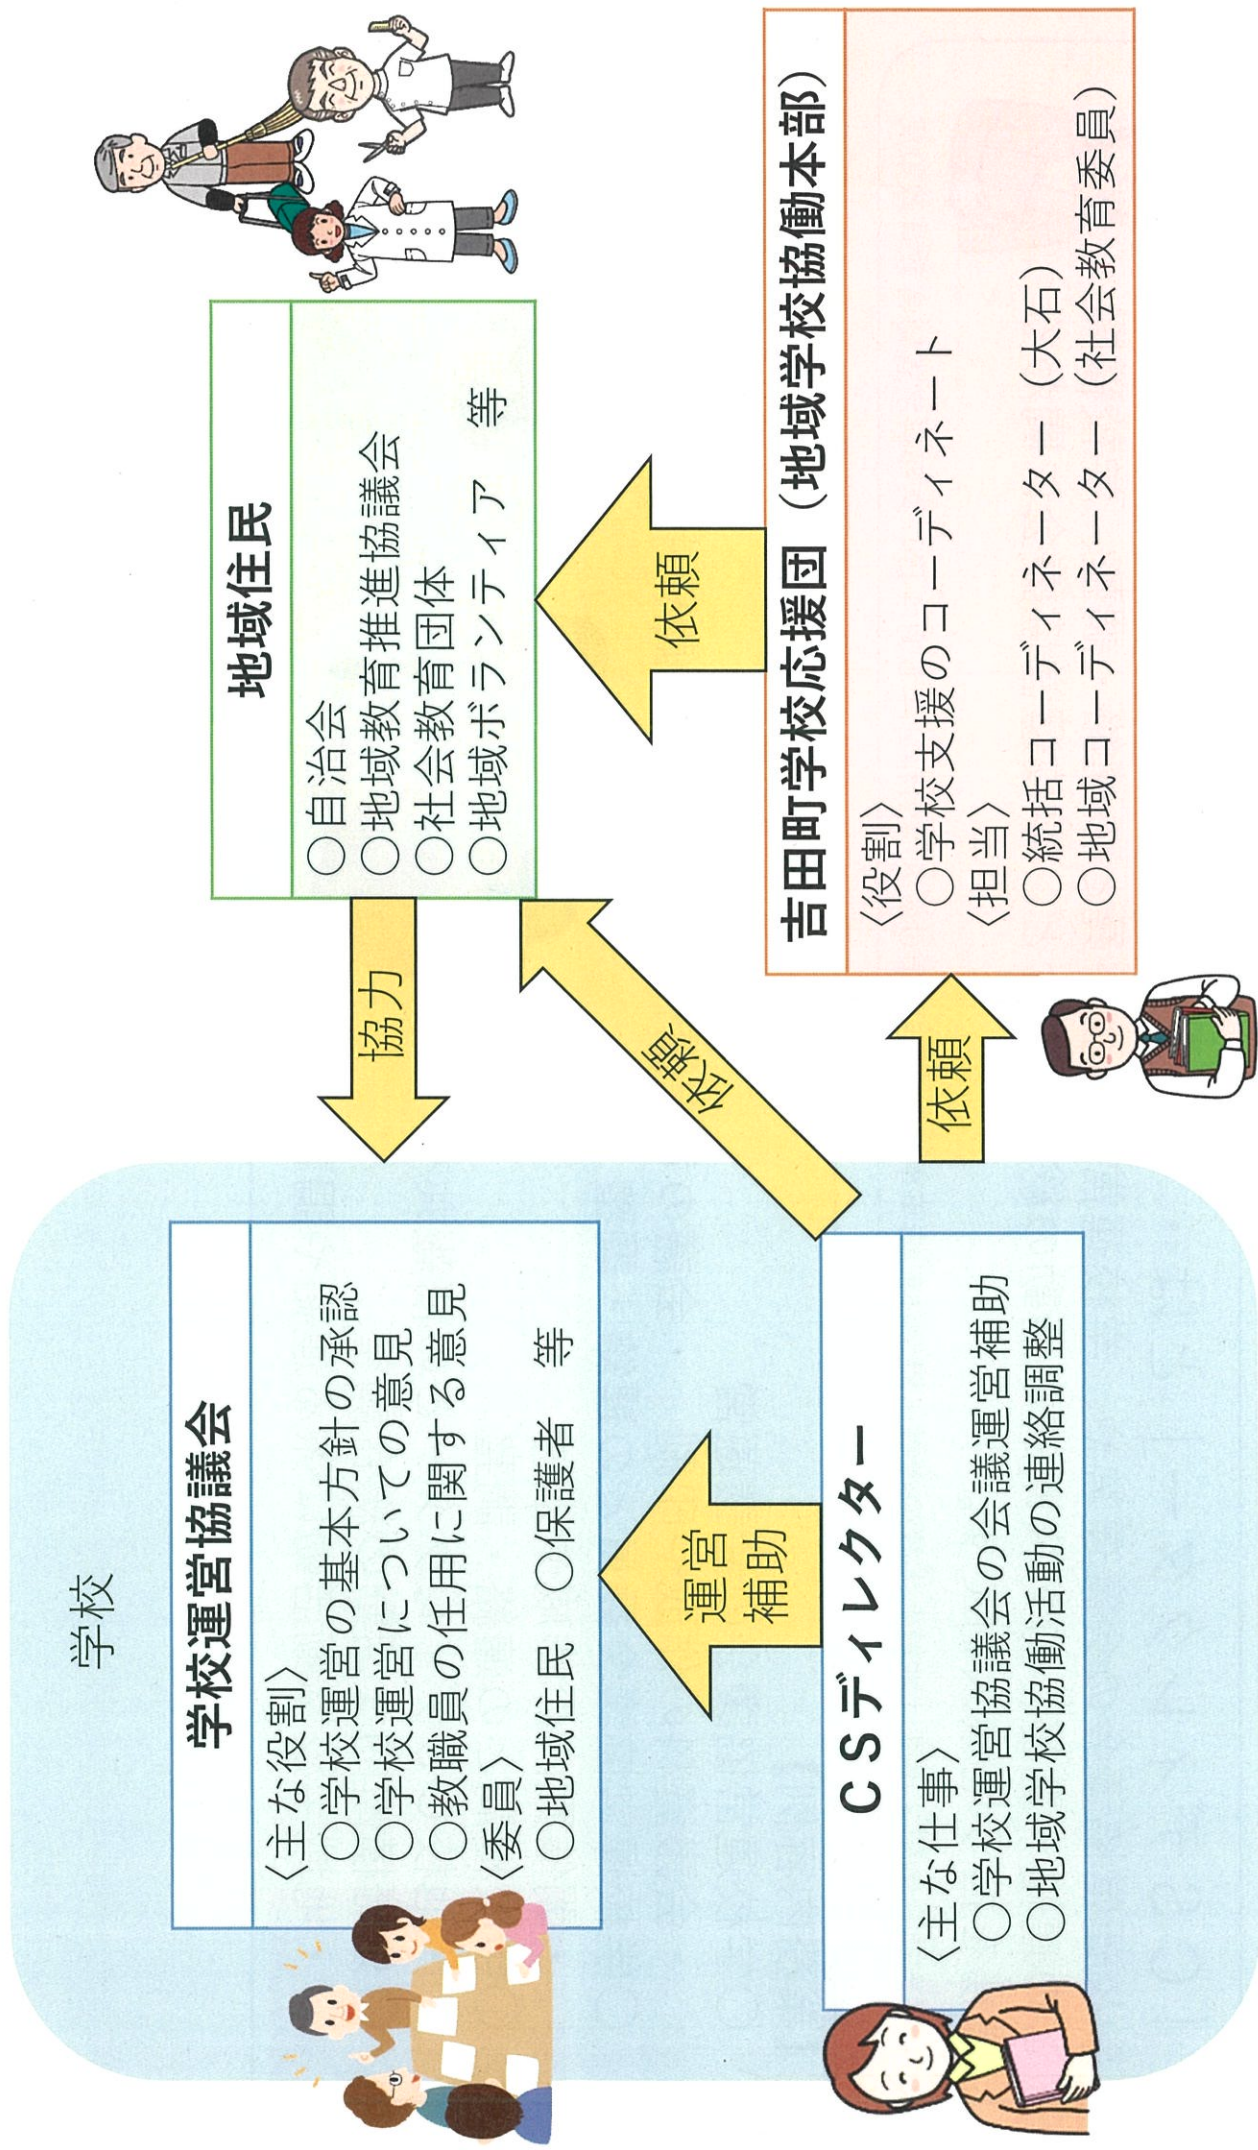 学校
学校運営協議会
〈主な役割〉
○学校運営の基本方針の承認
○学校運営についての意見
○教職員の任用に関する意見
〈委員〉
○地域住民　○保護者　等
運営
補助
CSディレクター
〈主な仕事〉
○学校運営協議会の会議運営補助
○地域学校協働活動の連絡調整
協力
依頼
依頼
地域住民
○自治会
○地域教育推進協議会
○社会教育団体
○地域ボランティア　等
依頼
吉田町学校応援団（地域学校協働本部）
〈役割〉
○学校支援のコーディネート
〈担当〉
○統括コーディネーター（大石）
○地域コーディネーター（社会教育委員）